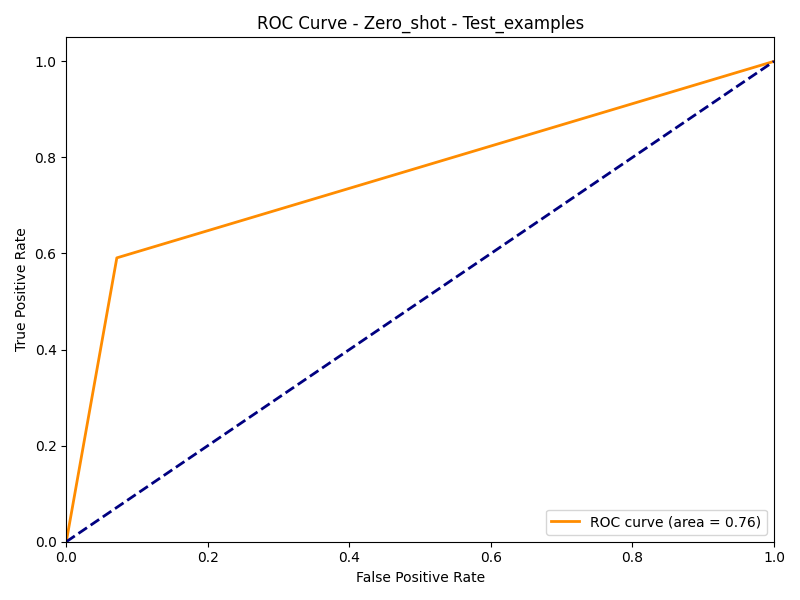 ROC Curve - Zero_shot - Test_examples
True Positive Rate
1.0
0.8
0.6
0.4
0.2
0.0
0.0 0.2 0.4 0.6 0.8 1.0
False Positive Rate
ROC curve (area = 0.76)